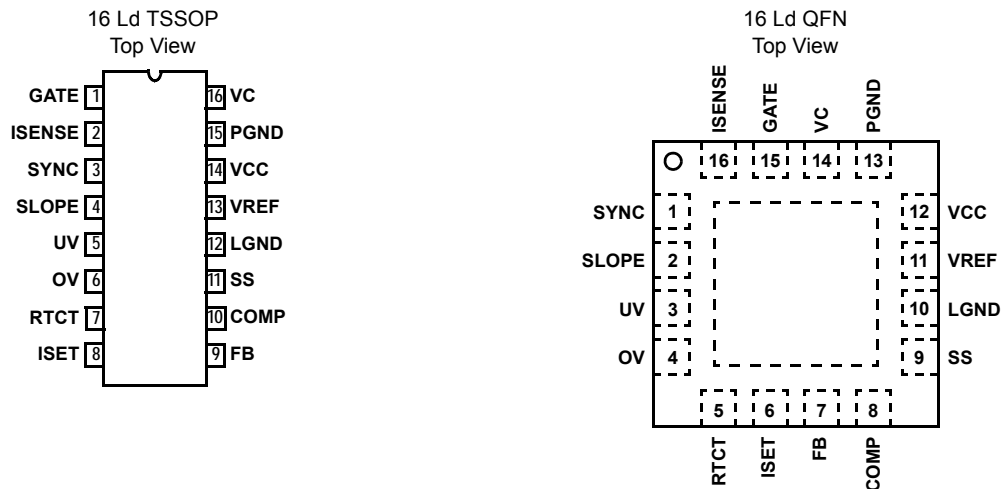 16 Ld TSSOP
Top View
GATE 1 16 VC
ISENSE 2 15 PGND
SYNC 3 14 VCC
SLOPE 4 13 VREF
UV 5 12 LGND
OV 6 11 SS
RTCT 7 10 COMP
ISET 8 9 FB
16 Ld QFN
Top View
ISENSE GATE VC PGND
16 15 14 13
SYNC 1 12 VCC
SLOPE 2 11 VREF
UV 3 10 LGND
OV 4 9 SS
5 6 7 8
RTCT ISET FB COMP